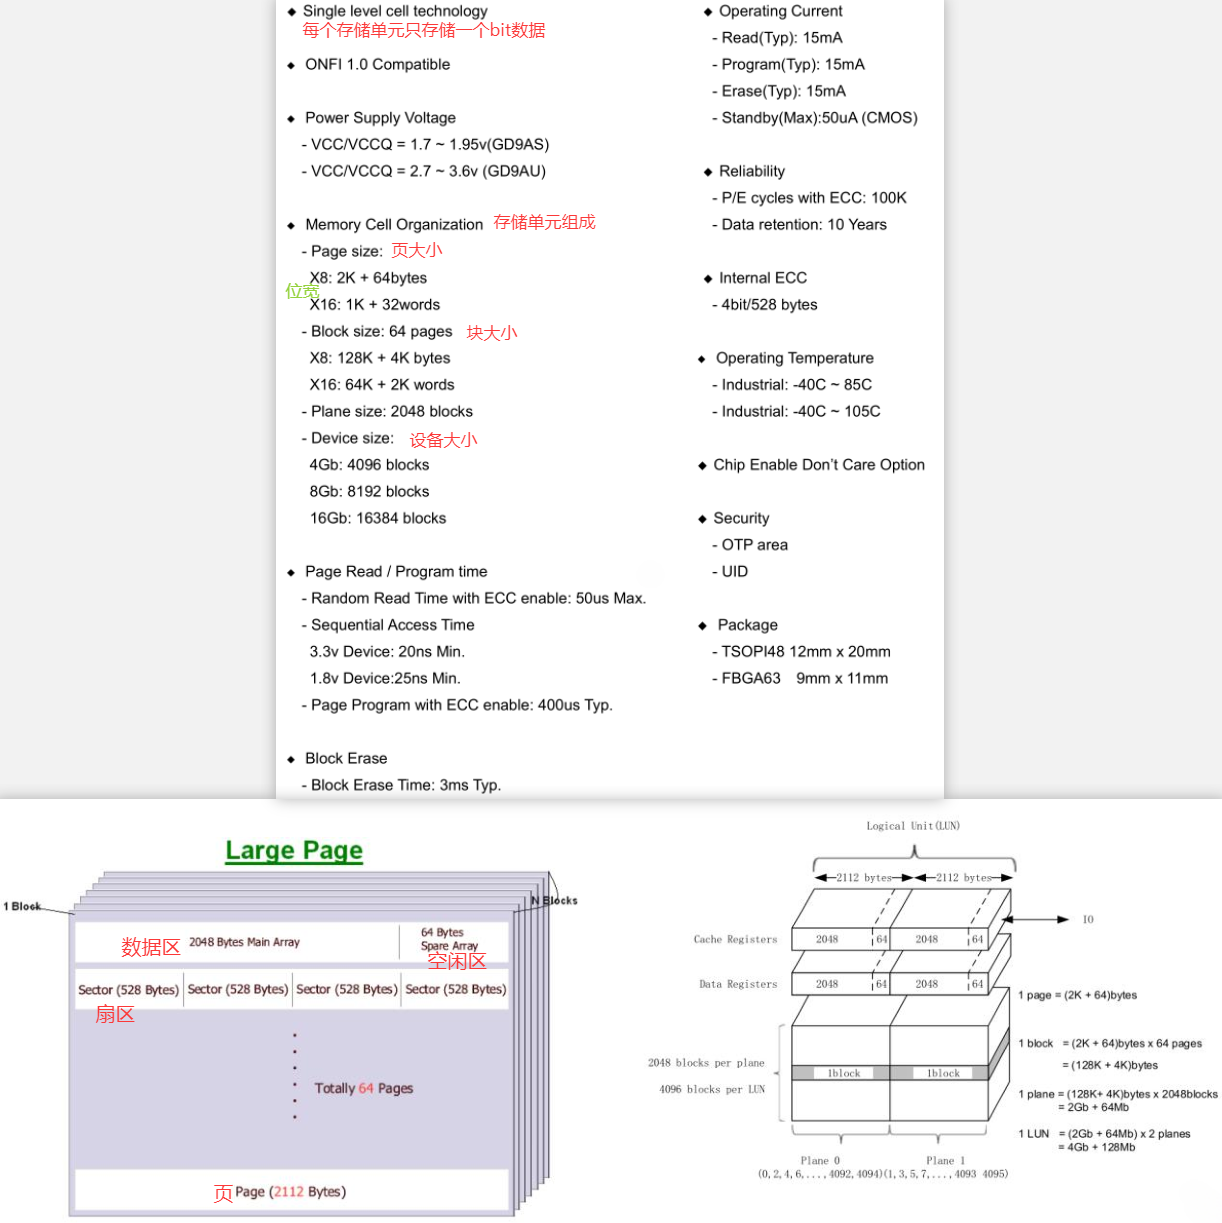 ◆ Single level cell technology
每个存储单元只存储一个bit数据
◆ ONFI 1.0 Compatible
◆ Power Supply Voltage
- VCC/VCCQ = 1.7 ~ 1.95v(GD9AS)
- VCC/VCCQ = 2.7 ~ 3.6v (GD9AU)
◆ Memory Cell Organization 存储单元组成
- Page size: 页大小
X8: 2K + 64bytes
位宽
X16: 1K + 32words
- Block size: 64 pages 块大小
X8: 128K + 4K bytes
X16: 64K + 2K words
- Plane size: 2048 blocks
- Device size: 设备大小
4Gb: 4096 blocks
8Gb: 8192 blocks
16Gb: 16384 blocks
◆ Page Read / Program time
- Random Read Time with ECC enable: 50us Max.
- Sequential Access Time
3.3v Device: 20ns Min.
1.8v Device:25ns Min.
- Page Program with ECC enable: 400us Typ.
◆ Block Erase
- Block Erase Time: 3ms Typ.
◆ Operating Current
- Read(Typ): 15mA
- Program(Typ): 15mA
- Erase(Typ): 15mA
- Standby(Max):50uA (CMOS)
◆ Reliability
- P/E cycles with ECC: 100K
- Data retention: 10 Years
◆ Internal ECC
- 4bit/528 bytes
◆ Operating Temperature
- Industrial: -40C ~ 85C
- Industrial: -40C ~ 105C
◆ Chip Enable Don't Care Option
◆ Security
- OTP area
- UID
◆ Package
- TSOPI48 12mm x 20mm
- FBGA63 9mm x 11mm
Large Page
1 Block
N Blocks
数据区 2048 Bytes Main Array
64 Bytes
Spare Array
空闲区
Sector (528 Bytes) Sector (528 Bytes) Sector (528 Bytes) Sector (528 Bytes)
扇区
Totally 64 Pages
页 Page (2112 Bytes)
Logical Unit(LUN)
2112 bytes 2112 bytes
IO
Cache Registers 2048 64 2048 64
Data Registers 2048 64 2048 64
1 page = (2K + 64)bytes
1 block = (2K + 64)bytes x 64 pages
= (128K + 4K)bytes
2048 blocks per plane
4096 blocks per LUN
1block 1block
1 plane = (128K+ 4K)bytes x 2048blocks
= 2Gb + 64Mb
1 LUN = (2Gb + 64Mb) x 2 planes
= 4Gb + 128Mb
Plane 0 Plane 1
(0,2,4,6,...,4092,4094)(1,3,5,7,...,4093 4095)